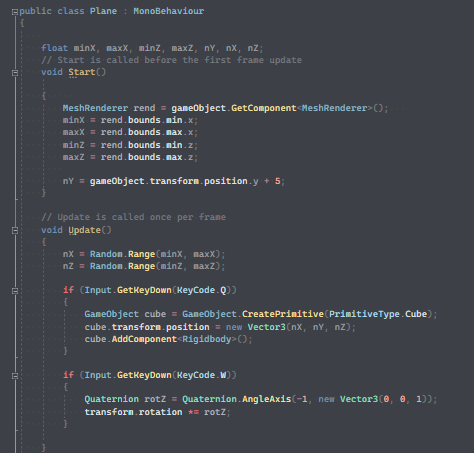 public class Plane : MonoBehaviour
{
float minX, maxX, minZ, maxZ, nY, nX, nZ;
// Start is called before the first frame update
void Start()
{
MeshRenderer rend = gameObject.GetComponent<MeshRenderer>();
minX = rend.bounds.min.x;
maxX = rend.bounds.max.x;
minZ = rend.bounds.min.z;
maxZ = rend.bounds.max.z;
nY = gameObject.transform.position.y + 5;
}
// Update is called once per frame
void Update()
{
nX = Random.Range(minX, maxX);
nZ = Random.Range(minZ, maxZ);
if (Input.GetKeyDown(KeyCode.Q))
{
GameObject cube = GameObject.CreatePrimitive(PrimitiveType.Cube);
cube.transform.position = new Vector3(nX, nY, nZ);
cube.AddComponent<Rigidbody>();
}
if (Input.GetKeyDown(KeyCode.W))
{
Quaternion rotZ = Quaternion.AngleAxis(-1, new Vector3(0, 0, 1));
transform.rotation *= rotZ;
}
}